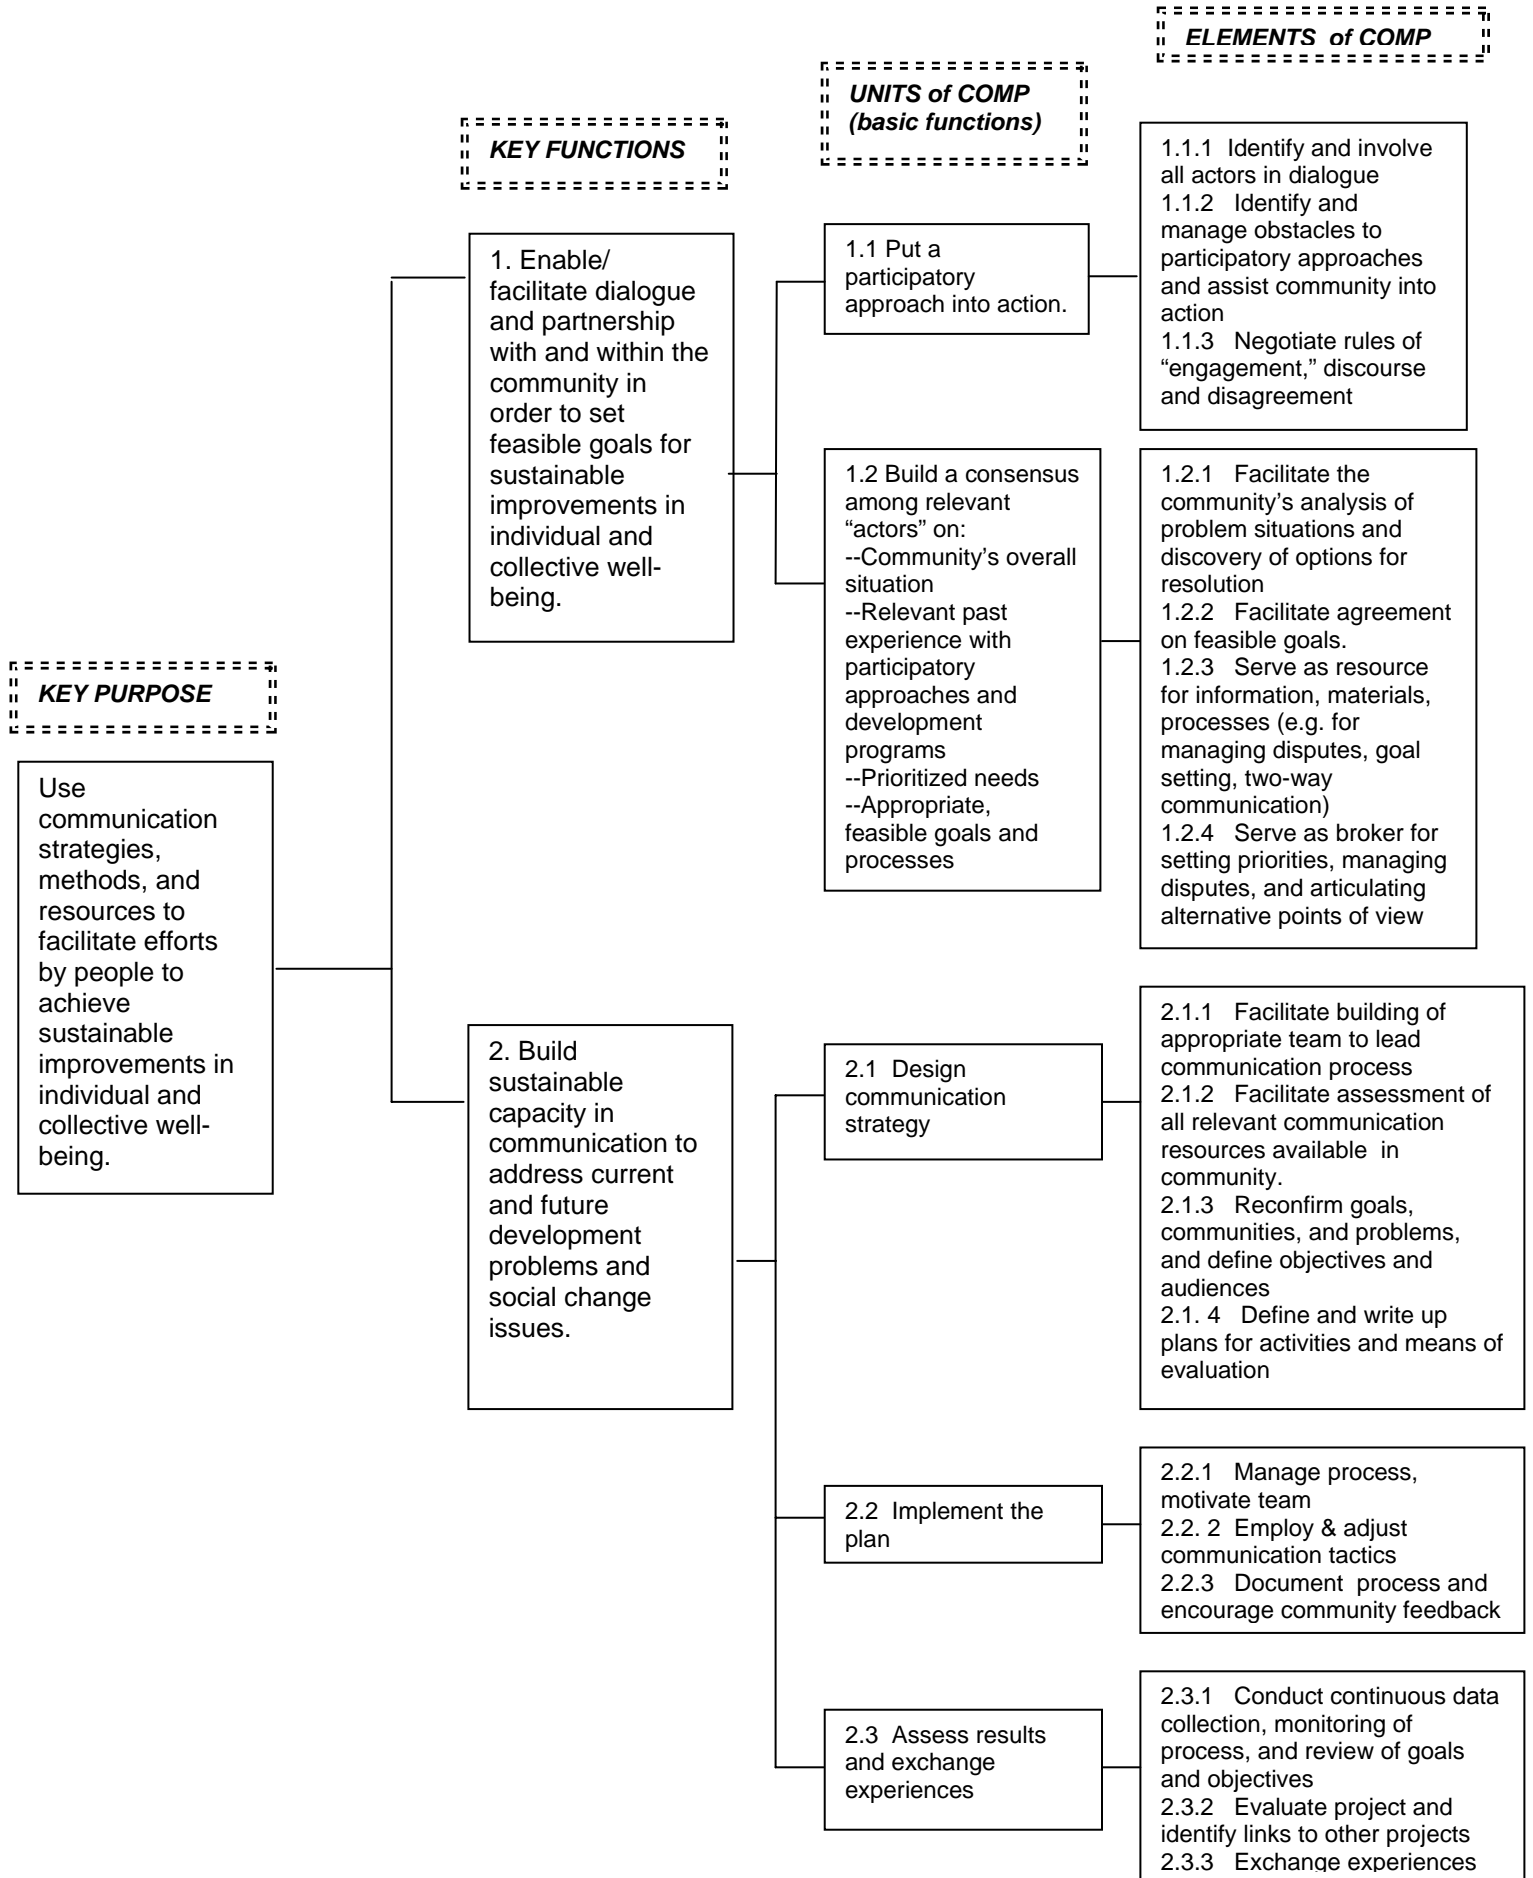 ELEMENTS of COMP
UNITS of COMP
(basic functions)
KEY FUNCTIONS
KEY PURPOSE
Use
communication
strategies,
methods, and
resources to
facilitate efforts
by people to
achieve
sustainable
improvements in
individual and
collective well-
being.
1. Enable/
facilitate dialogue
and partnership
with and within the
community in
order to set
feasible goals for
sustainable
improvements in
individual and
collective well-
being.
1.1 Put a
participatory
approach into action.
1.1.1 Identify and involve
all actors in dialogue
1.1.2 Identify and
manage obstacles to
participatory approaches
and assist community into
action
1.1.3 Negotiate rules of
“engagement,” discourse
and disagreement
1.2 Build a consensus
among relevant
“actors” on:
--Community’s overall
situation
--Relevant past
experience with
participatory
approaches and
development
programs
--Prioritized needs
--Appropriate,
feasible goals and
processes
1.2.1 Facilitate the
community’s analysis of
problem situations and
discovery of options for
resolution
1.2.2 Facilitate agreement
on feasible goals.
1.2.3 Serve as resource
for information, materials,
processes (e.g. for
managing disputes, goal
setting, two-way
communication)
1.2.4 Serve as broker for
setting priorities, managing
disputes, and articulating
alternative points of view
2. Build
sustainable
capacity in
communication to
address current
and future
development
problems and
social change
issues.
2.1 Design
communication
strategy
2.1.1 Facilitate building of
appropriate team to lead
communication process
2.1.2 Facilitate assessment of
all relevant communication
resources available in
community.
2.1.3 Reconfirm goals,
communities, and problems,
and define objectives and
audiences
2.1. 4 Define and write up
plans for activities and means of
evaluation
2.2 Implement the
plan
2.2.1 Manage process,
motivate team
2.2. 2 Employ & adjust
communication tactics
2.2.3 Document process and
encourage community feedback
2.3 Assess results
and exchange
experiences
2.3.1 Conduct continuous data
collection, monitoring of
process, and review of goals
and objectives
2.3.2 Evaluate project and
identify links to other projects
2.3.3 Exchange experiences